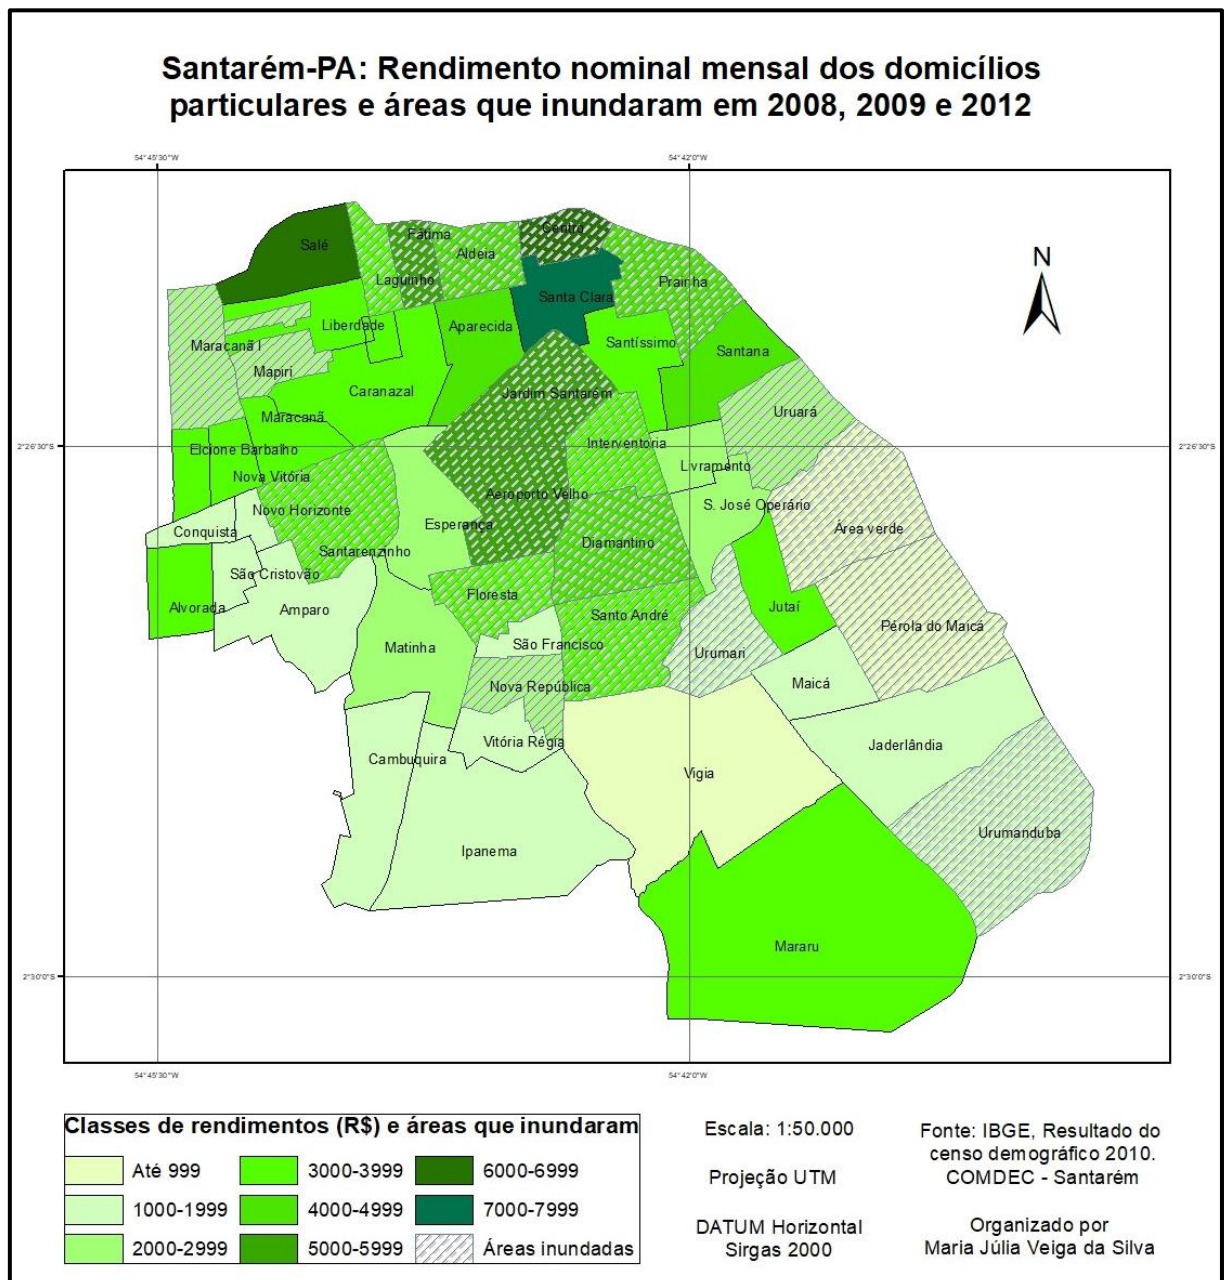 Santarém-PA: Rendimento nominal mensal dos domicílios
particulares e áreas que inundaram em 2008, 2009 e 2012
54°45'30"W
54°42'0"W
N
Salé
Fátima
Centro
Aldeia
Laguinho
Prainha
Santa Clara
Liberdade
Aparecida
Maracanã I
Santíssimo
Santana
Mapiri
Caranazal
Jardim Santarém
Maracanã
Uruará
2°26'30"S
2°26'30"S
Elcione Barbalho
Interventoria
Livramento
Nova Vitória
Aeroporto Velho
S. José Operário
Novo Horizonte
Esperança
Área verde
Conquista
Santarenzinho
Diamantino
São Cristovão
Floresta
Alvorada
Amparo
Santo André
Jutaí
Pérola do Maicá
Matinha
São Francisco
Urumari
Nova República
Maicá
Vitória Régia
Jaderlândia
Cambuquira
Vigia
Urumanduba
Ipanema
Mararu
2°30'0"S
2°30'0"S
54°45'30"W
54°42'0"W
Classes de rendimentos (R$) e áreas que inundaram
Até 999
3000-3999
6000-6999
1000-1999
4000-4999
7000-7999
2000-2999
5000-5999
Áreas inundadas
Escala: 1:50.000
Projeção UTM
DATUM Horizontal
Sirgas 2000
Fonte: IBGE, Resultado do
censo demográfico 2010.
COMDEC - Santarém
Organizado por
Maria Júlia Veiga da Silva